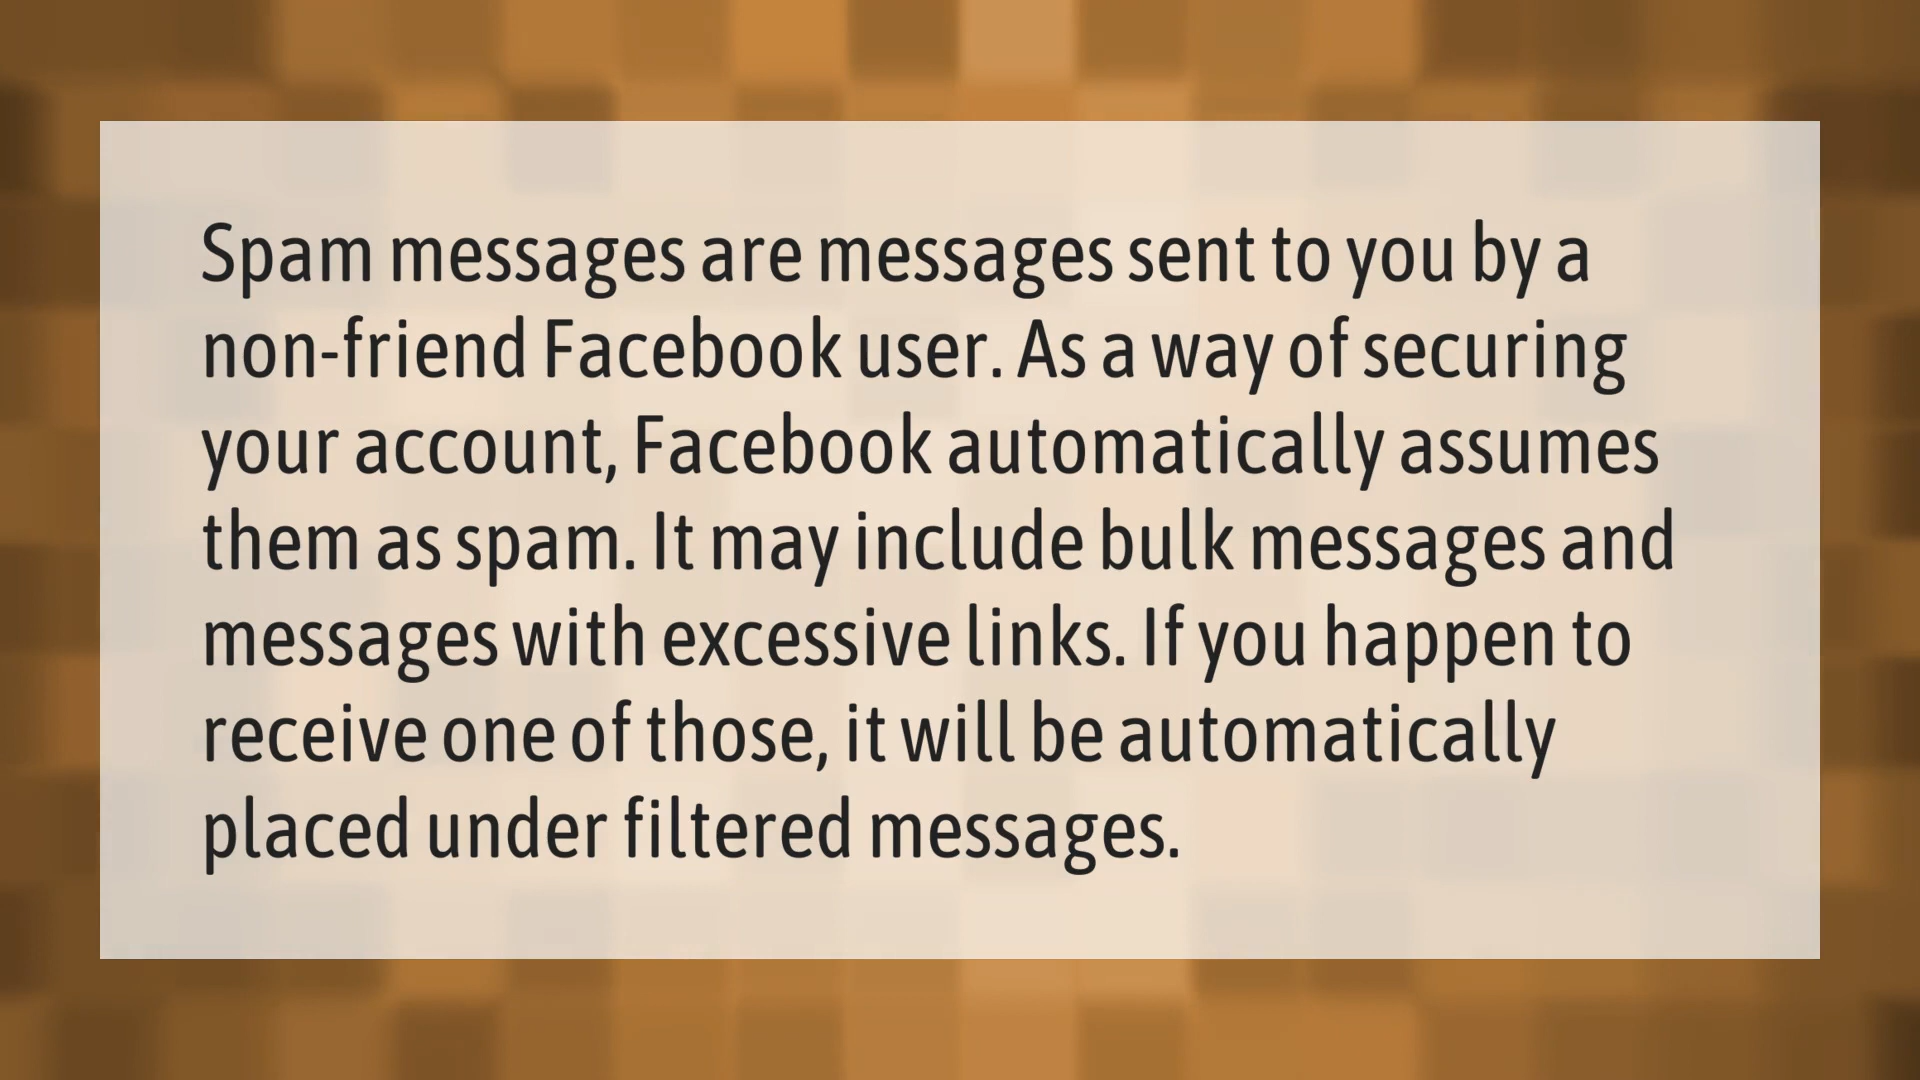 Spam messages are messages sent to you by a
non-friend Facebook user. As a way of securing
your account, Facebook automatically assumes
them as spam. It may include bulk messages and
messages with excessive links. If you happen to
receive one of those, it will be automatically
placed under filtered messages.